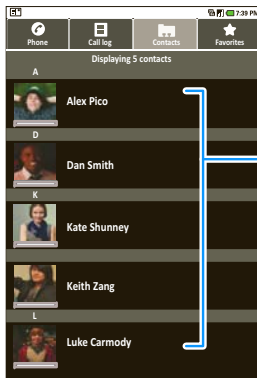 7:39 PM
Phone Call log Contacts Favorites
Displaying 5 contacts
A
Alex Pico
D
Dan Smith
K
Kate Shunney
Keith Zang
L
Luke Carmody